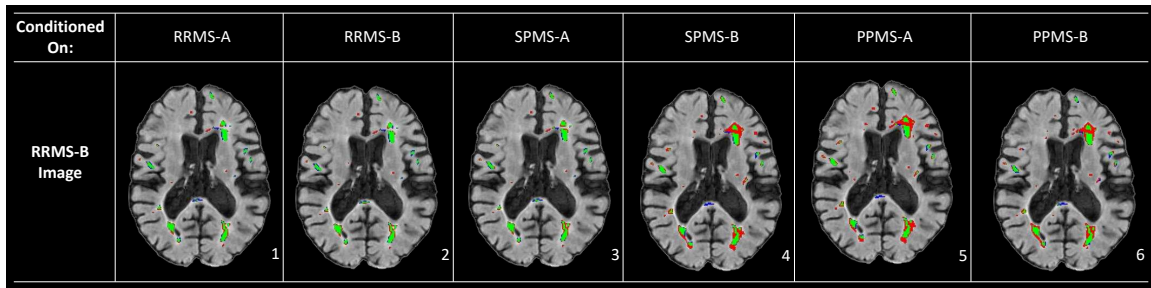 Conditioned
On:
RRMS-A
RRMS-B
SPMS-A
SPMS-B
PPMS-A
PPMS-B
RRMS-B
Image
1
2
3
4
5
6